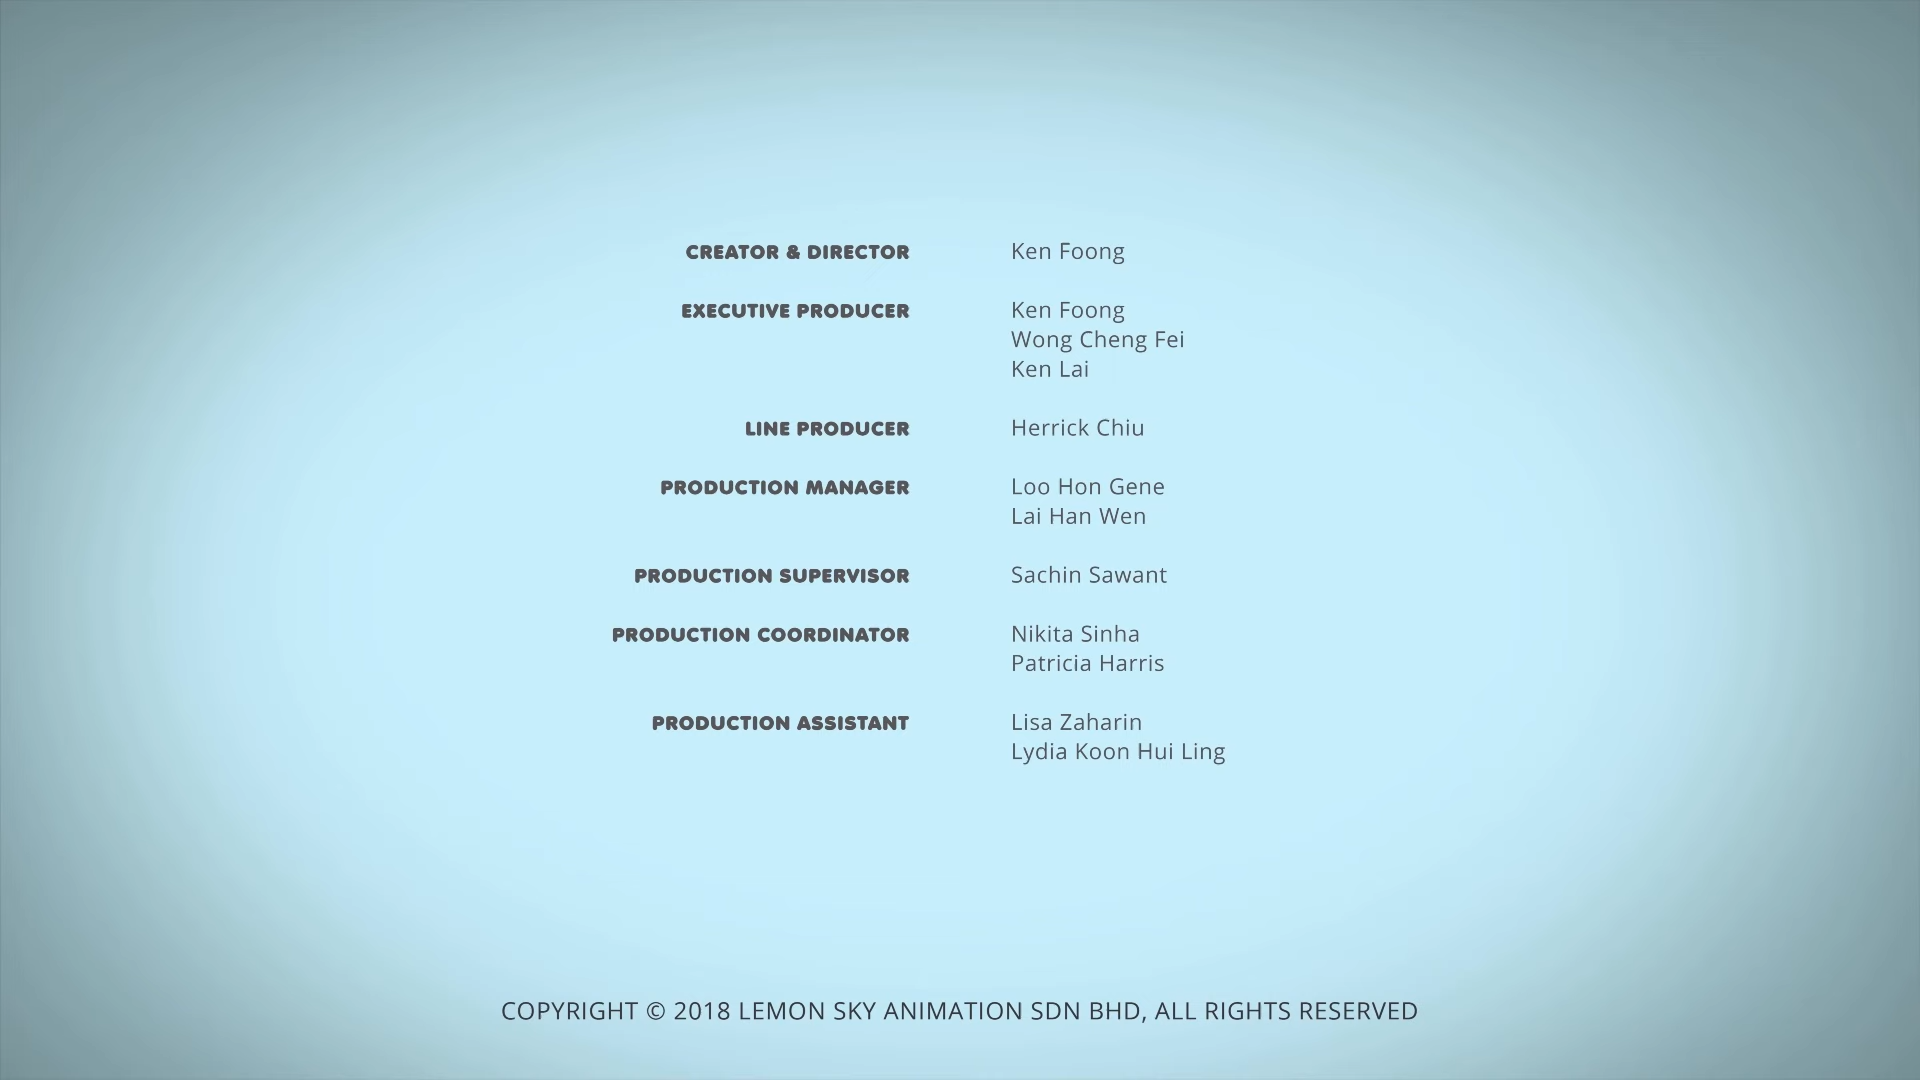 CREATOR & DIRECTOR Ken Foong
EXECUTIVE PRODUCER Ken Foong
Wong Cheng Fei
Ken Lai
LINE PRODUCER Herrick Chiu
PRODUCTION MANAGER Loo Hon Gene
Lai Han Wen
PRODUCTION SUPERVISOR Sachin Sawant
PRODUCTION COORDINATOR Nikita Sinha
Patricia Harris
PRODUCTION ASSISTANT Lisa Zaharin
Lydia Koon Hui Ling
COPYRIGHT © 2018 LEMON SKY ANIMATION SDN BHD, ALL RIGHTS RESERVED